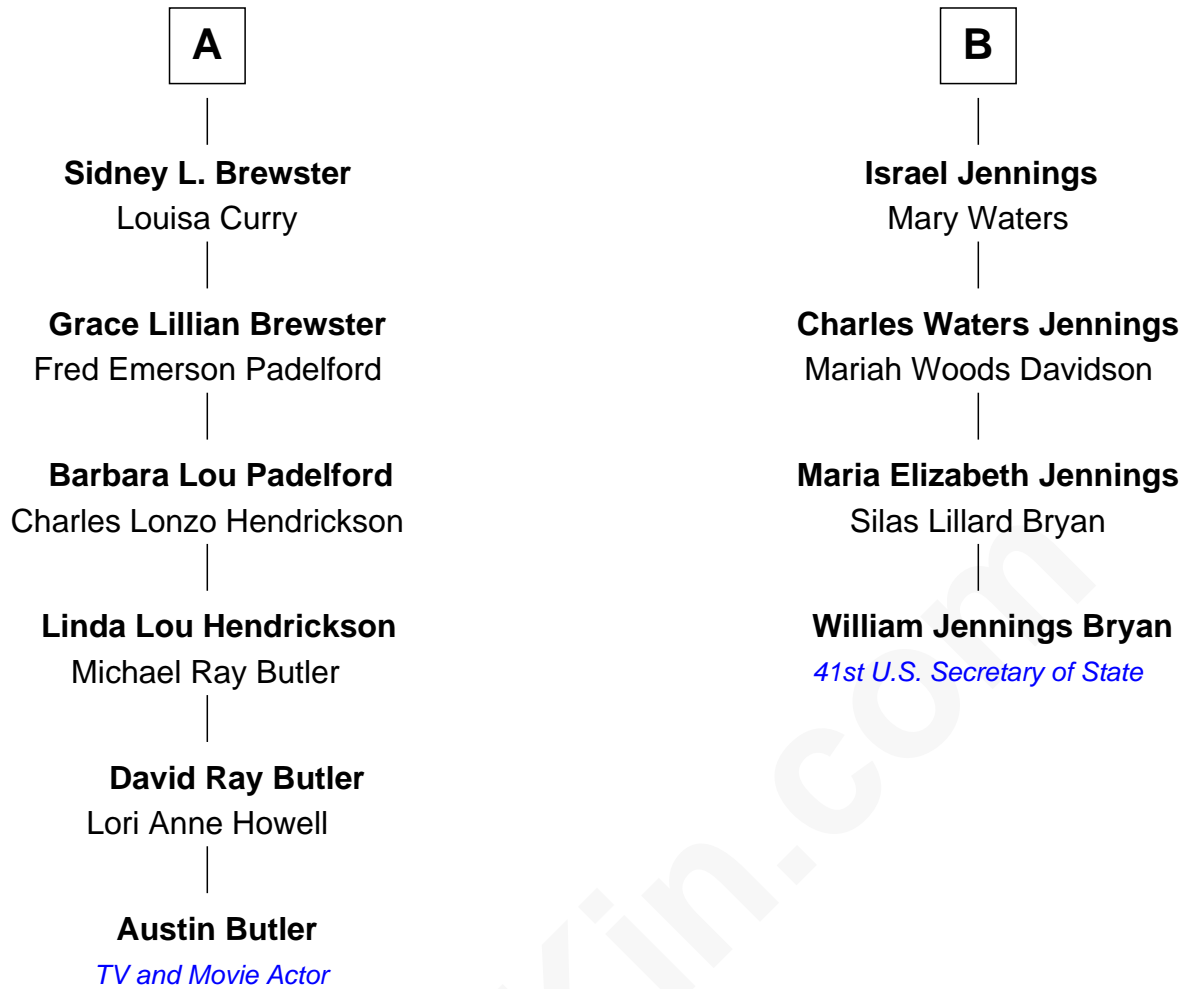 A
Sidney L. Brewster
Louisa Curry
Grace Lillian Brewster
Fred Emerson Padelford
Barbara Lou Padelford
Charles Lonzo Hendrickson
Linda Lou Hendrickson
Michael Ray Butler
David Ray Butler
Lori Anne Howell
Austin Butler
TV and Movie Actor
B
Israel Jennings
Mary Waters
Charles Waters Jennings
Mariah Woods Davidson
Maria Elizabeth Jennings
Silas Lillard Bryan
William Jennings Bryan
41st U.S. Secretary of State
Kin.com